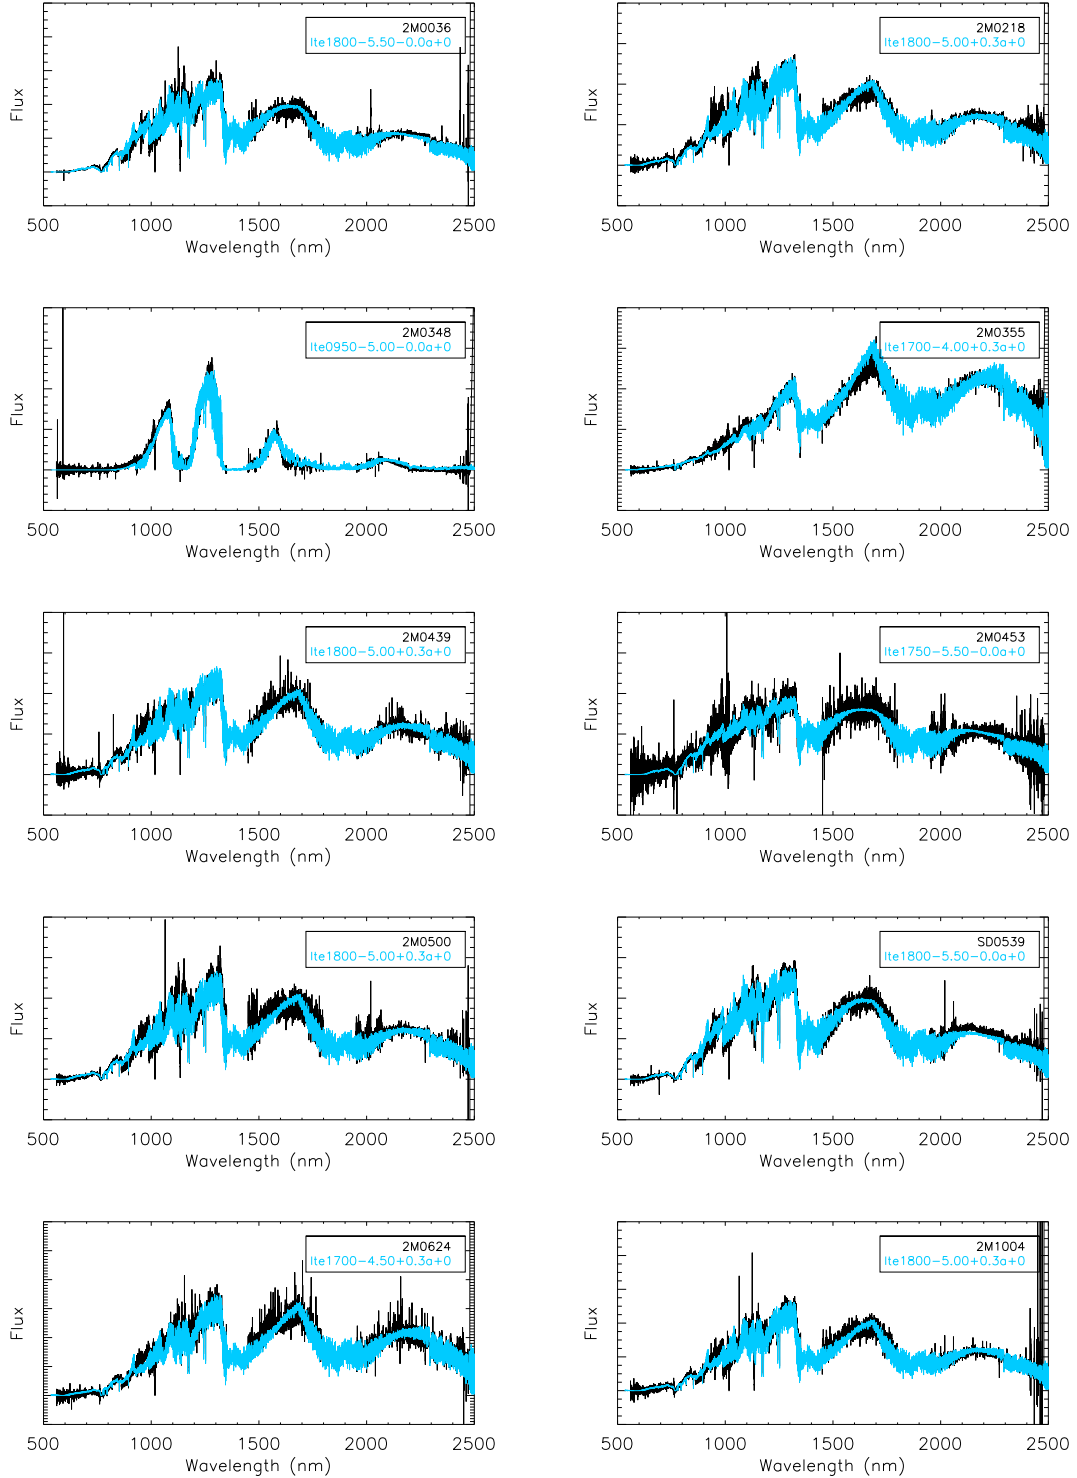 2M0036
lte1800-5.50-0.0a+0
Flux
500 1000 1500 2000 2500
Wavelength (nm)
2M0218
lte1800-5.00+0.3a+0
Flux
500 1000 1500 2000 2500
Wavelength (nm)
2M0348
lte0950-5.00-0.0a+0
Flux
500 1000 1500 2000 2500
Wavelength (nm)
2M0355
lte1700-4.00+0.3a+0
Flux
500 1000 1500 2000 2500
Wavelength (nm)
2M0439
lte1800-5.00+0.3a+0
Flux
500 1000 1500 2000 2500
Wavelength (nm)
2M0453
lte1750-5.50-0.0a+0
Flux
500 1000 1500 2000 2500
Wavelength (nm)
2M0500
lte1800-5.00+0.3a+0
Flux
500 1000 1500 2000 2500
Wavelength (nm)
SD0539
lte1800-5.50-0.0a+0
Flux
500 1000 1500 2000 2500
Wavelength (nm)
2M0624
lte1700-4.50+0.3a+0
Flux
500 1000 1500 2000 2500
Wavelength (nm)
2M1004
lte1800-5.00+0.3a+0
Flux
500 1000 1500 2000 2500
Wavelength (nm)